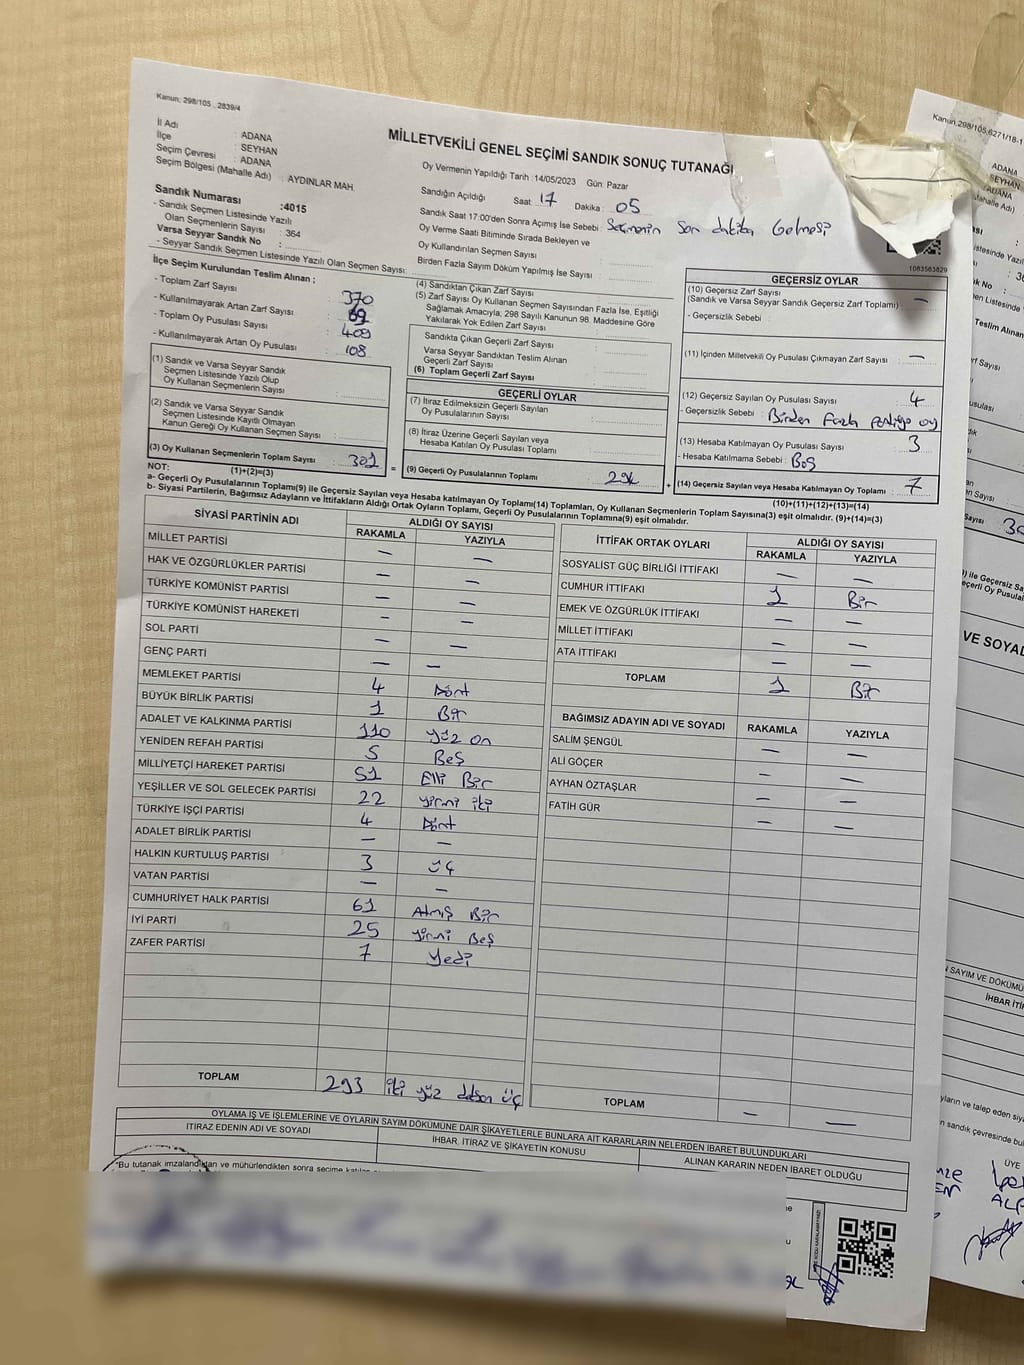 Kanun: 298/105 . 2839/4
MİLLETVEKİLİ GENEL SEÇİMİ SANDIK SONUÇ TUTANAĞI
İl Adı : ADANA
İlçe : SEYHAN
Seçim Çevresi : ADANA
Seçim Bölgesi (Mahalle Adı) : AYDINLAR MAH
Sandık Numarası :4015
- Sandık Seçmen Listesinde Yazılı
Olan Seçmenlerin Sayısı : 364
Varsa Seyyar Sandık No :
- Seyyar Sandık Seçmen Listesinde Yazılı Olan Seçmen Sayısı:
Oy Vermenin Yapıldığı Tarih : 14/05/2023 Gün: Pazar
Sandığın Açıldığı Saat : 17 Dakika : 05
Sandık Saat 17:00'den Sonra Açımış İse Sebebi : Seçmenin son dakika Gelmesi
Oy Verme Saati Bitiminde Sırada Bekleyen ve
Oy Kullandırılan Seçmen Sayısı :
Birden Fazla Sayım Döküm Yapılmış İse Sayısı :
1083563829
İlçe Seçim Kurulundan Teslim Alınan ;
- Toplam Zarf Sayısı : 370
- Kullanılmayarak Artan Zarf Sayısı : 69
- Toplam Oy Pusulası Sayısı : 409
- Kullanılmayarak Artan Oy Pusulası : 108
(1) Sandık ve Varsa Seyyar Sandık
Seçmen Listesinde Yazılı Olup
Oy Kullanan Seçmenlerin Sayısı :
(2) Sandık ve Varsa Seyyar Sandık
Seçmen Listesinde Kayıtlı Olmayan
Kanun Gereği Oy Kullanan Seçmen Sayısı :
(3) Oy Kullanan Seçmenlerin Toplam Sayısı : 301 =
(1)+(2)=(3)
(4) Sandıktan Çıkan Zarf Sayısı :
(5) Zarf Sayısı Oy Kullanan Seçmen Sayısından Fazla İse, Eşitliği
Sağlamak Amacıyla, 298 Sayılı Kanunun 98. Maddesine Göre
Yakılarak Yok Edilen Zarf Sayısı :
Sandıkta Çıkan Geçerli Zarf Sayısı :
Varsa Seyyar Sandıktan Teslim Alınan
Geçerli Zarf Sayısı :
(6) Toplam Geçerli Zarf Sayısı :
GEÇERLİ OYLAR
(7) İtiraz Edilmeksizin Geçerli Sayılan
Oy Pusulalarının Sayısı :
(8) İtiraz Üzerine Geçerli Sayılan veya
Hesaba Katılan Oy Pusulası Toplamı :
(9) Geçerli Oy Pusulalarının Toplamı : 294 +
GEÇERSİZ OYLAR
(10) Geçersiz Zarf Sayısı
(Sandık ve Varsa Seyyar Sandık Geçersiz Zarf Toplamı) : —
- Geçersizlik Sebebi :
(11) İçinden Milletvekili Oy Pusulası Çıkmayan Zarf Sayısı : —
(12) Geçersiz Sayılan Oy Pusulası Sayısı : 4
- Geçersizlik Sebebi : Birden Fazla Partiye oy
(13) Hesaba Katılmayan Oy Pusulası Sayısı : 3
- Hesaba Katılmama Sebebi : Boş
(14) Geçersiz Sayılan veya Hesaba Katılmayan Oy Toplamı : 7
(10)+(11)+(12)+(13)=(14)
NOT:
a- Geçerli Oy Pusulalarının Toplamı(9) ile Geçersiz Sayılan veya Hesaba katılmayan Oy Toplamı(14) Toplamları, Oy Kullanan Seçmenlerin Toplam Sayısına(3) eşit olmalıdır. (9)+(14)=(3)
b- Siyasi Partilerin, Bağımsız Adayların ve İttifakların Aldığı Ortak Oyların Toplamı, Geçerli Oy Pusulalarının Toplamına(9) eşit olmalıdır.
SİYASİ PARTİNİN ADI ALDIĞI OY SAYISI
RAKAMLA YAZIYLA
MİLLET PARTİSİ — —
HAK VE ÖZGÜRLÜKLER PARTİSİ — —
TÜRKİYE KOMÜNİST PARTİSİ — —
TÜRKİYE KOMÜNİST HAREKETİ - —
SOL PARTİ — —
GENÇ PARTİ — —
MEMLEKET PARTİSİ 4 Dört
BÜYÜK BİRLİK PARTİSİ 1 Bir
ADALET VE KALKINMA PARTİSİ 110 yüz on
YENİDEN REFAH PARTİSİ 5 Beş
MİLLİYETÇİ HAREKET PARTİSİ 51 Elli Bir
YEŞİLLER VE SOL GELECEK PARTİSİ 22 yirmi iki
TÜRKİYE İŞÇİ PARTİSİ 4 Dört
ADALET BİRLİK PARTİSİ — —
HALKIN KURTULUŞ PARTİSİ 3 üç
VATAN PARTİSİ — —
CUMHURİYET HALK PARTİSİ 61 Atmış Bir
İYİ PARTİ 25 yirmi Beş
ZAFER PARTİSİ 7 Yedi
TOPLAM 293 iki yüz doksan üç
İTTİFAK ORTAK OYLARI ALDIĞI OY SAYISI
RAKAMLA YAZIYLA
SOSYALİST GÜÇ BİRLİĞİ İTTİFAKI — —
CUMHUR İTTİFAKI 1 Bir
EMEK VE ÖZGÜRLÜK İTTİFAKI — —
MİLLET İTTİFAKI — —
ATA İTTİFAKI — —
TOPLAM 1 Bir
BAĞIMSIZ ADAYIN ADI VE SOYADI RAKAMLA YAZIYLA
SALİM ŞENGÜL — —
ALİ GÖÇER — —
AYHAN ÖZTAŞLAR — —
FATİH GÜR — —
TOPLAM — —
OYLAMA İŞ VE İŞLEMLERİNE VE OYLARIN SAYIM DÖKÜMÜNE DAİR ŞİKAYETLERLE BUNLARA AİT KARARLARIN NELERDEN İBARET BULUNDUKLARI
İTİRAZ EDENİN ADI VE SOYADI İHBAR, İTİRAZ VE ŞİKAYETİN KONUSU ALINAN KARARIN NEDEN İBARET OLDUĞU
*Bu tutanak imzalandıktan ve mühürlendikten sonra seçime
Kanun.298/105,6271/18-1
ADANA
SEYHAN
ADANA
VE SOYAD
N SAYIM VE DÖKÜMÜ
İHBAR İTİ
ÜYE